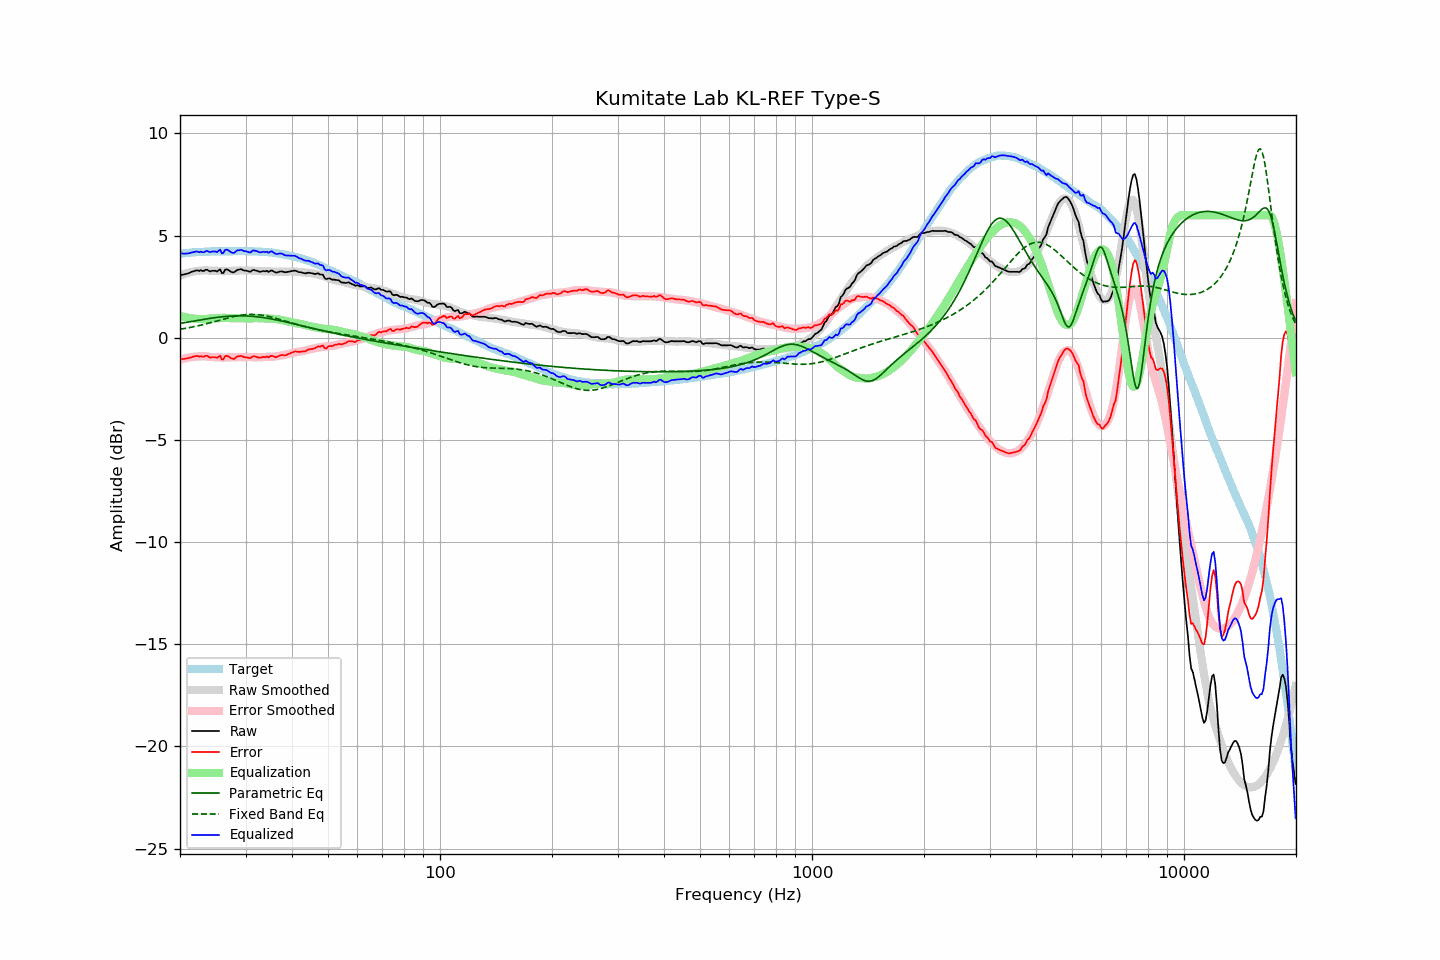 Kumitate Lab KL-REF Type-S
Amplitude (dBr)
10
5
0
−5
−10
−15
−20
−25
Target
Raw Smoothed
Error Smoothed
Raw
Error
Equalization
Parametric Eq
Fixed Band Eq
Equalized
100 1000 10000
Frequency (Hz)